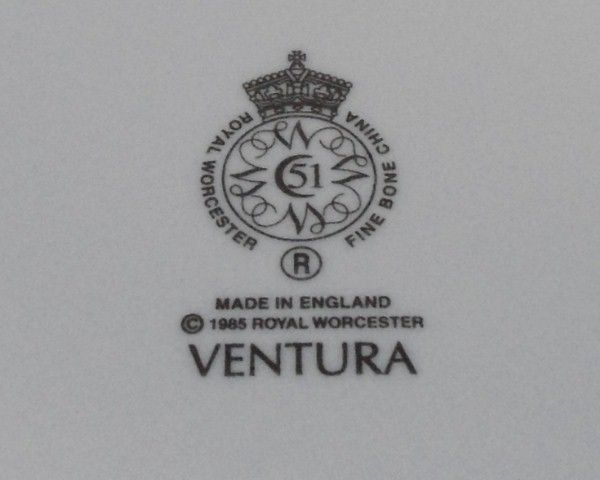 ROYAL WORCESTER
FINE BONE CHINA
W
W W
C 51
W
R
MADE IN ENGLAND
© 1985 ROYAL WORCESTER
VENTURA